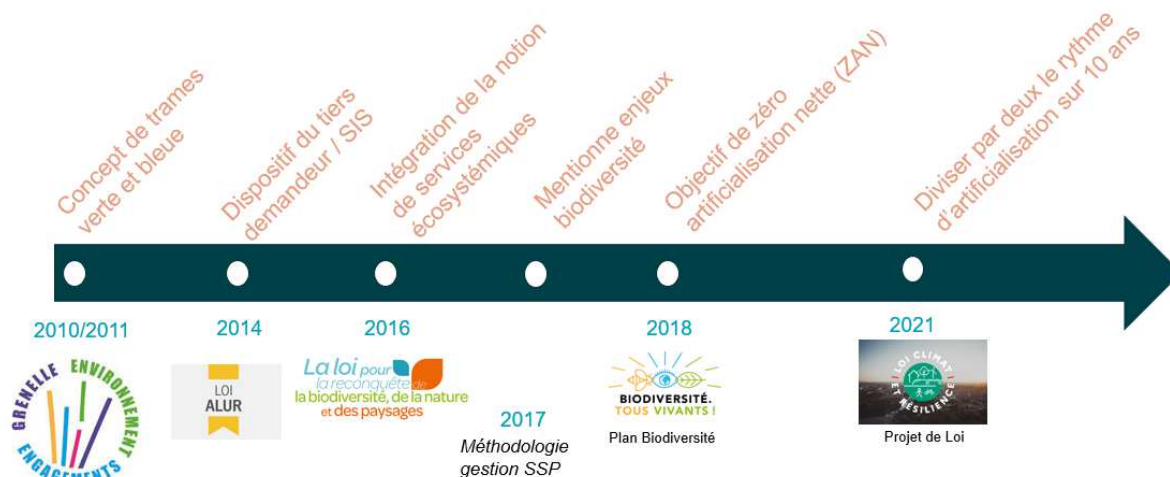 Concept de trames
verte et bleue
Dispositif du tiers
demandeur / SIS
Intégration de la notion
de services
écosystémiques
Mentionne enjeux
biodiversité
Objectif de zéro
artificialisation nette (ZAN)
Diviser par deux le rythme
d'artificialisation sur 10 ans
2010/2011
2014
2016
2018
2021
GRENELLE ENVIRONNEMENT
ENGAGEMENTS
LOI
ALUR
La loi pour
la reconquête de
la biodiversité, de la nature
et des paysages
2017
Méthodologie
gestion SSP
BIODIVERSITÉ.
TOUS VIVANTS !
Plan Biodiversité
LOI CLIMAT
ET RÉSILIENCE
Projet de Loi